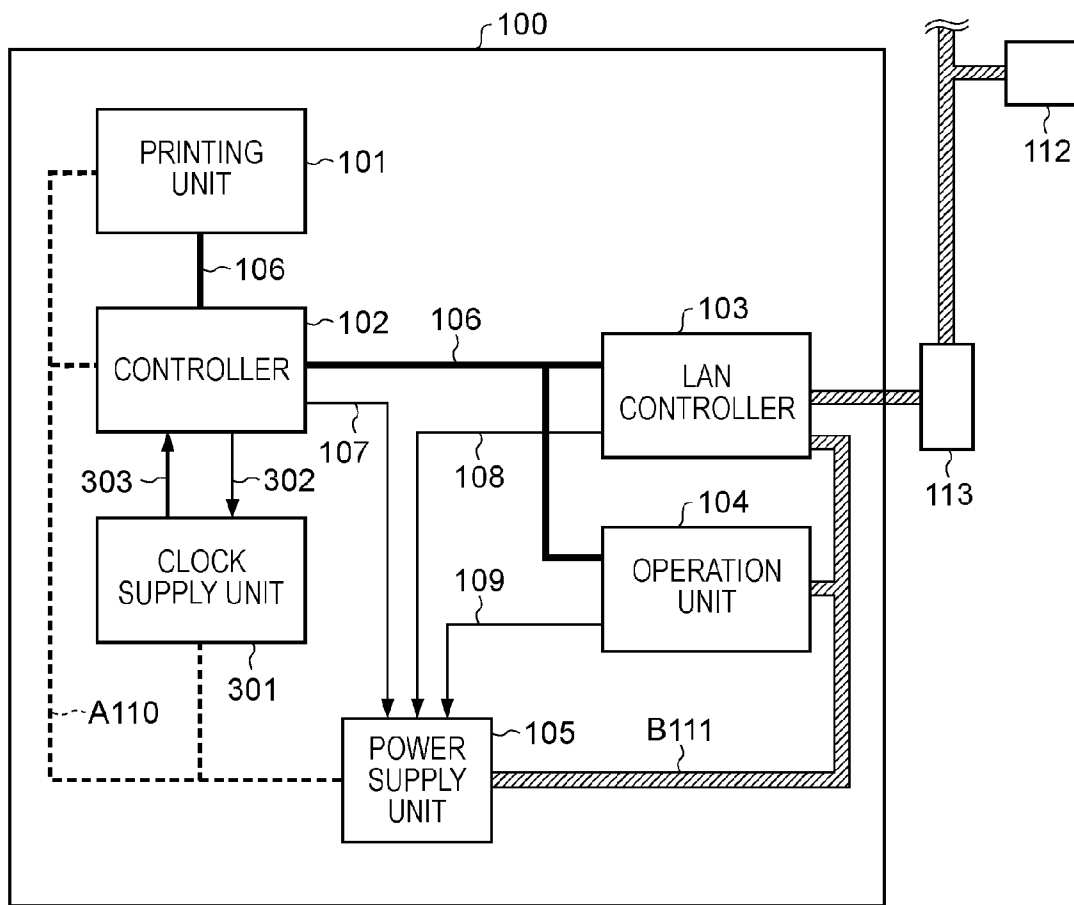 100
112
PRINTING
UNIT
101
106
102
CONTROLLER
106
103
LAN
CONTROLLER
107
108
113
303
302
104
CLOCK
SUPPLY UNIT
OPERATION
UNIT
109
301
A110
105
B111
POWER
SUPPLY
UNIT